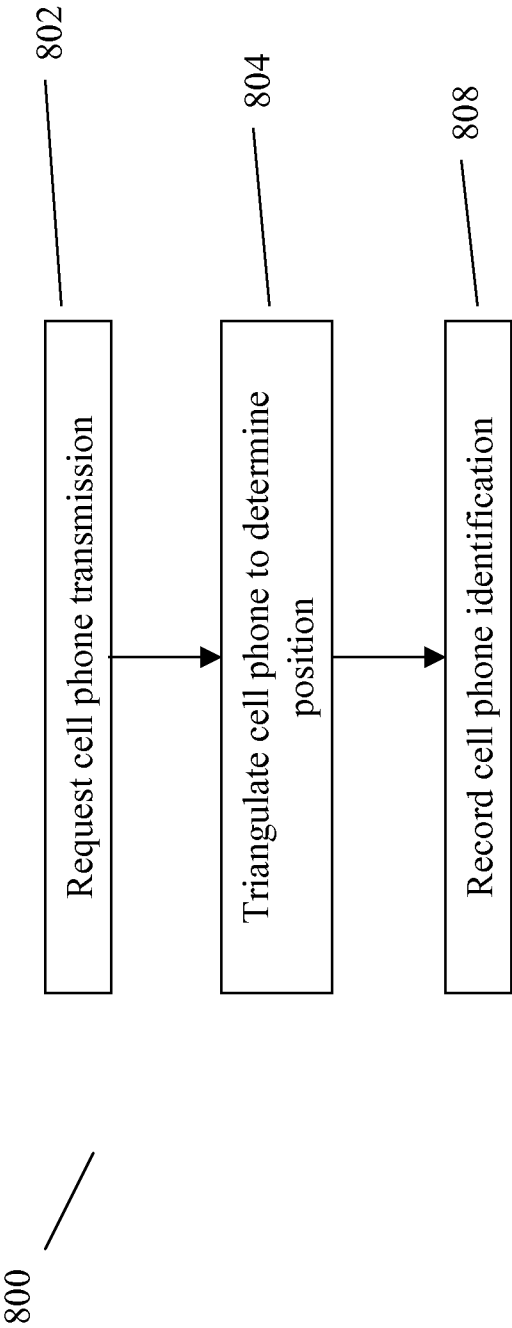 800
Request cell phone transmission
802
Triangulate cell phone to determine
position
804
Record cell phone identification
808